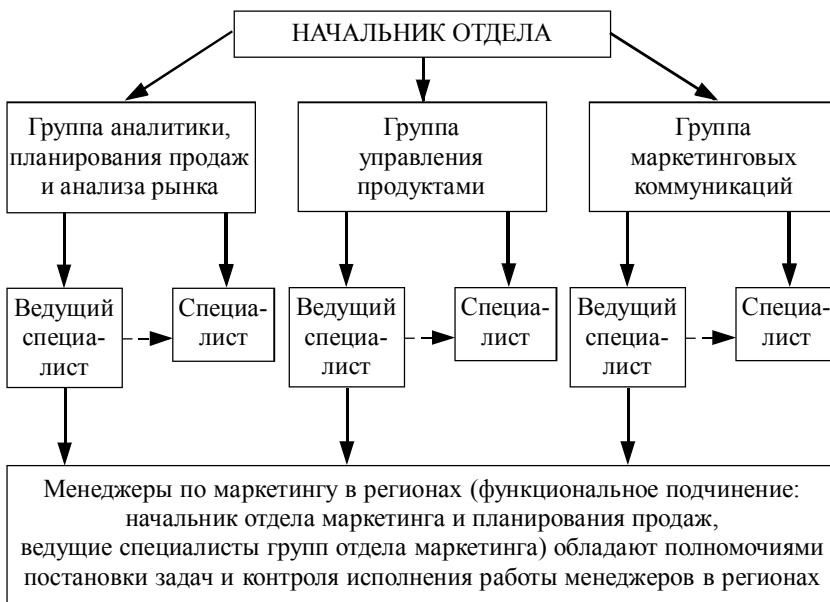 НАЧАЛЬНИК ОТДЕЛА
Группа аналитики,
планирования продаж
и анализа рынка
Группа
управления
продуктами
Группа
маркетинговых
коммуникаций
Ведущий
специа-
лист
Специа-
лист
Ведущий
специа-
лист
Специа-
лист
Ведущий
специа-
лист
Специа-
лист
Менеджеры по маркетингу в регионах (функциональное подчинение:
начальник отдела маркетинга и планирования продаж,
ведущие специалисты групп отдела маркетинга) обладают полномочиями
постановки задач и контроля исполнения работы менеджеров в регионах